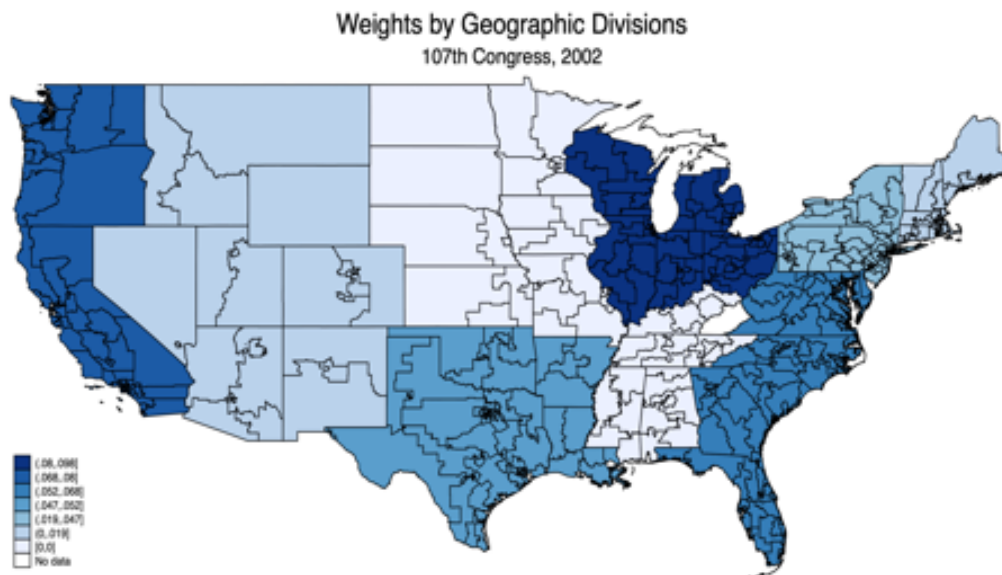 Weights by Geographic Divisions
107th Congress, 2002
(.08,.098]
(.068,.08]
(.052,.068]
(.047,.052]
(.019,.047]
(0,.019]
[0,0]
No data